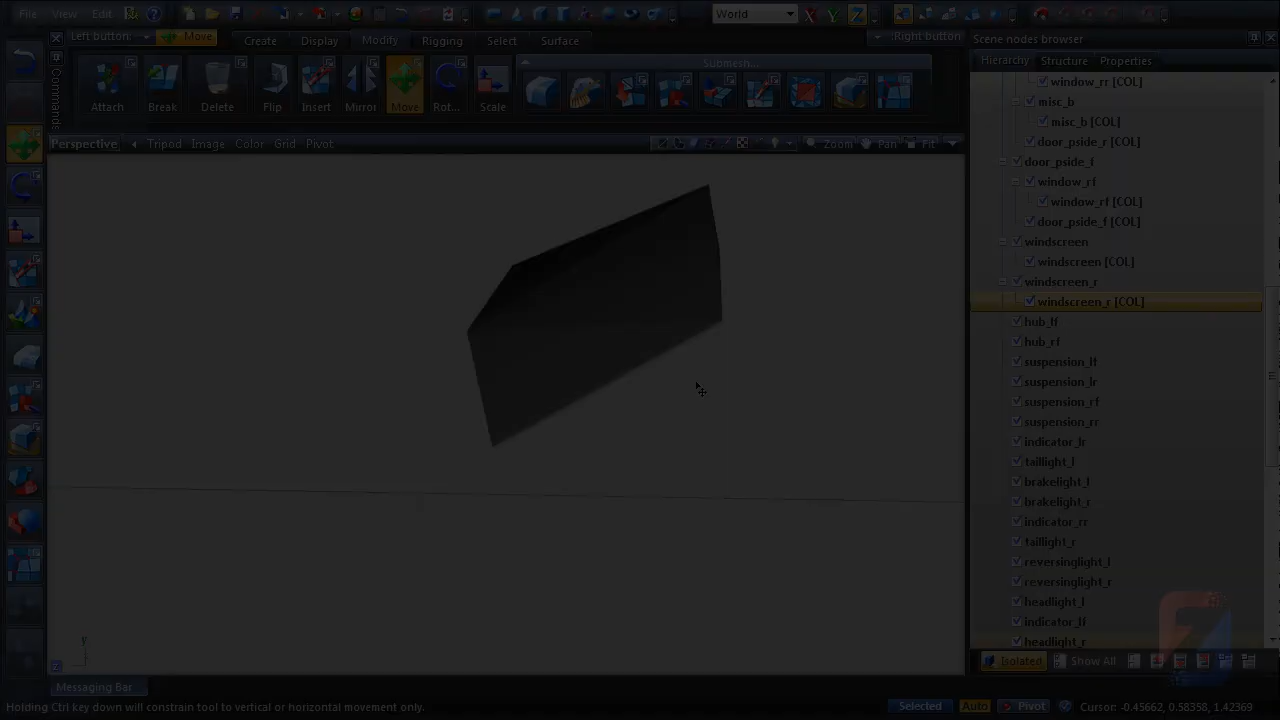 File View Edit
World X Y Z
Left button: Move :Right button
Create Display Modify Rigging Select Surface
Commands
Attach Break Delete Flip Insert Mirror Move Rot... Scale
Submesh...
Perspective Tripod Image Color Grid Pivot Zoom Pan Fit
y
z
Messaging Bar
Holding Ctrl key down will constrain tool to vertical or horizontal movement only.
Selected Auto Pivot Cursor: -0.45662, 0.58358, 1.42369
Scene nodes browser
Hierarchy Structure Properties
window_rr [COL]
misc_b
misc_b [COL]
door_pside_r [COL]
door_pside_f
window_rf
window_rf [COL]
door_pside_f [COL]
windscreen
windscreen [COL]
windscreen_r
windscreen_r [COL]
hub_lf
hub_rf
suspension_lf
suspension_lr
suspension_rf
suspension_rr
indicator_lr
taillight_l
brakelight_l
brakelight_r
indicator_rr
taillight_r
reversinglight_l
reversinglight_r
headlight_l
indicator_lf
headlight_r
Isolated Show All